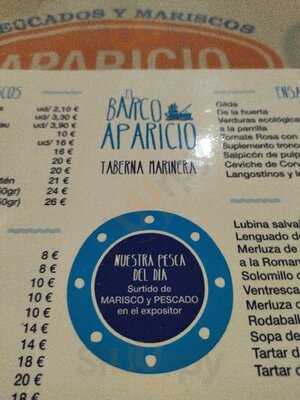 PESCADOS Y MARISCOS
APARICIO
EL
BARCO
APARICIO
TABERNA MARINERA
ud/ 2,10 €
ud/ 3,30 €
ud/ 3,90 €
10 €
ud/ 16 €
16 €
20 €
20 €
21 €
24 €
26 €
8 €
8 €
10 €
10 €
10 €
14 €
14 €
18 €
20 €
18 €
NUESTRA PESCA
DEL DÍA
Surtido de
MARISCO y PESCADO
en el expositor
Gilda
De la huerta
Verduras ecológica
a la parrilla
Tomate Rosa con
Suplemento tronco
Salpicón de pulp
Ceviche de Cor
Langostinos y l
Lubina salva
Lenguado de
Merluza de
a la Roman
Solomillo
Ventresca
Merluza
Rodaball
Sopa de
Tartar d
Tartar